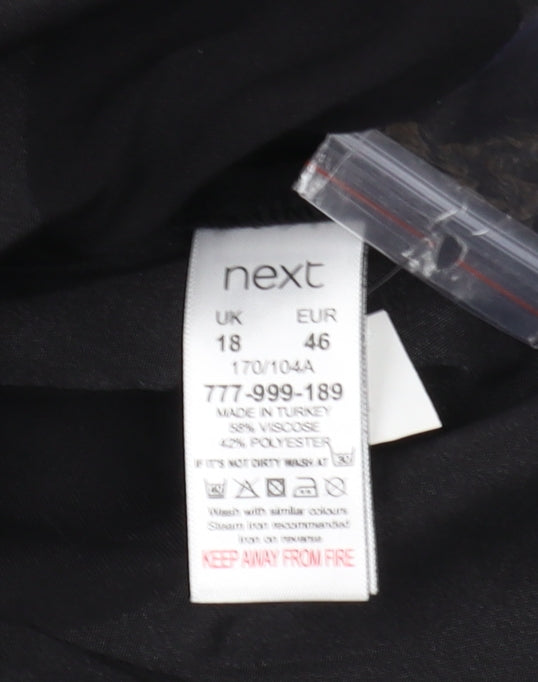 next
UK EUR
18 46
170/104A
777-999-189
MADE IN TURKEY
58% VISCOSE
42% POLYESTER
IF IT'S NOT DIRTY WASH AT 30
Wash with similar colours
Steam iron recommended
Iron on reverse
KEEP AWAY FROM FIRE